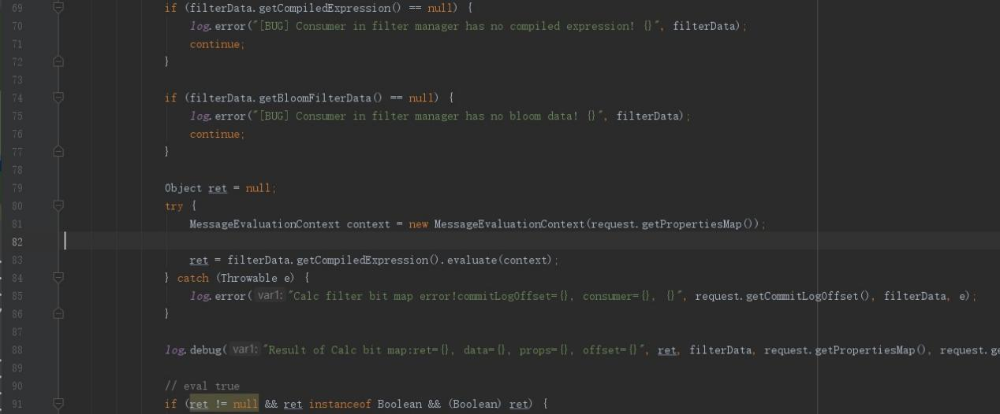 69 if (filterData.getCompiledExpression() == null) {
70 log.error("[BUG] Consumer in filter manager has no compiled expression! {}", filterData);
71 continue;
72 }
73
74 if (filterData.getBloomFilterData() == null) {
75 log.error("[BUG] Consumer in filter manager has no bloom data! {}", filterData);
76 continue;
77 }
78
79 Object ret = null;
80 try {
81 MessageEvaluationContext context = new MessageEvaluationContext(request.getPropertiesMap());
82
83 ret = filterData.getCompiledExpression().evaluate(context);
84 } catch (Throwable e) {
85 log.error( var1: "Calc filter bit map error!commitLogOffset={}, consumer={}, {}", request.getCommitLogOffset(), filterData, e);
86 }
87
88 log.debug( var1: "Result of Calc bit map:ret={}, data={}, props={}, offset={}", ret, filterData, request.getPropertiesMap(), request.ge
89
90 // eval true
91 if (ret != null && ret instanceof Boolean && (Boolean) ret) {